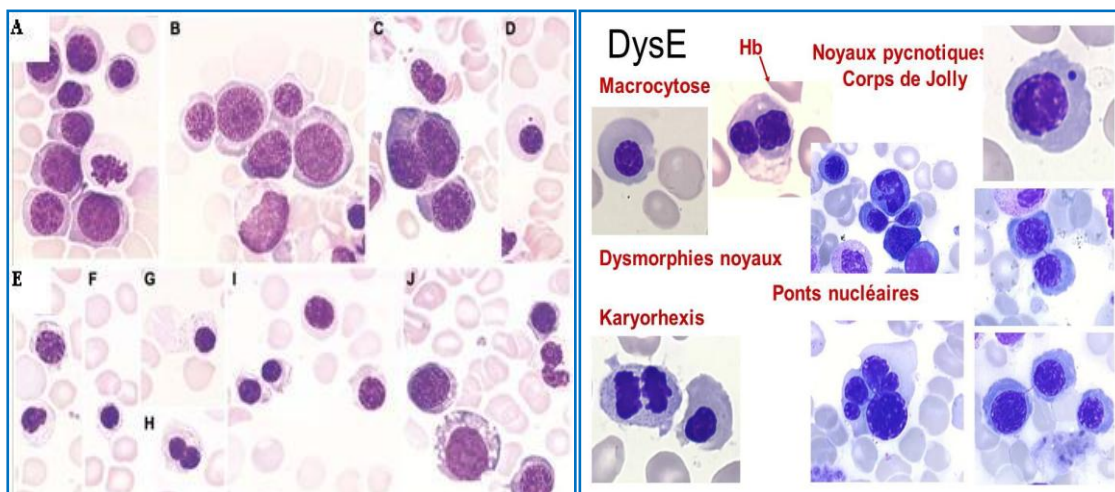 A
B
C
D
E
F
G
H
I
J
DysE
Macrocytose
Hb
Noyaux pycnotiques
Corps de Jolly
Dysmorphies noyaux
Ponts nucléaires
Karyorhexis